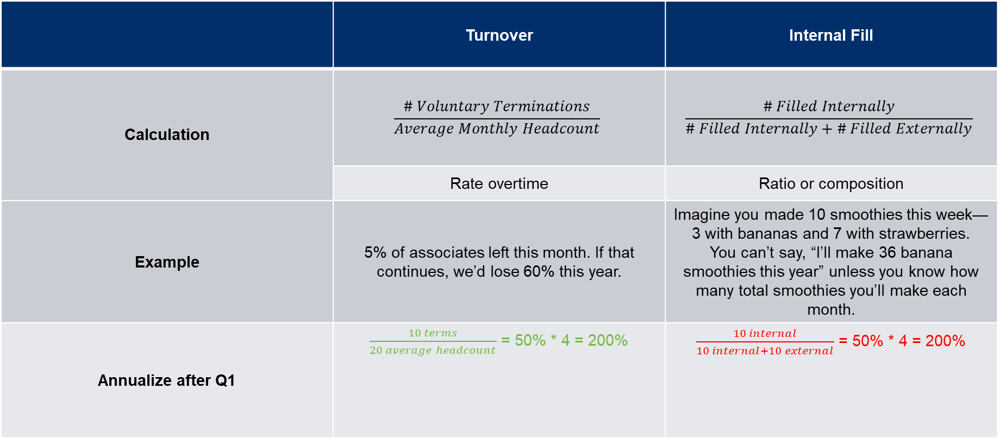 Turnover
Internal Fill
Calculation
# Voluntary Terminations
Average Monthly Headcount
# Filled Internally
# Filled Internally + # Filled Externally
Rate overtime
Ratio or composition
Example
5% of associates left this month. If that
continues, we’d lose 60% this year.
Imagine you made 10 smoothies this week—
3 with bananas and 7 with strawberries.
You can’t say, “I’ll make 36 banana
smoothies this year” unless you know how
many total smoothies you’ll make each
month.
Annualize after Q1
10 terms
20 average headcount
= 50% * 4 = 200%
10 internal
10 internal+10 external
= 50% * 4 = 200%